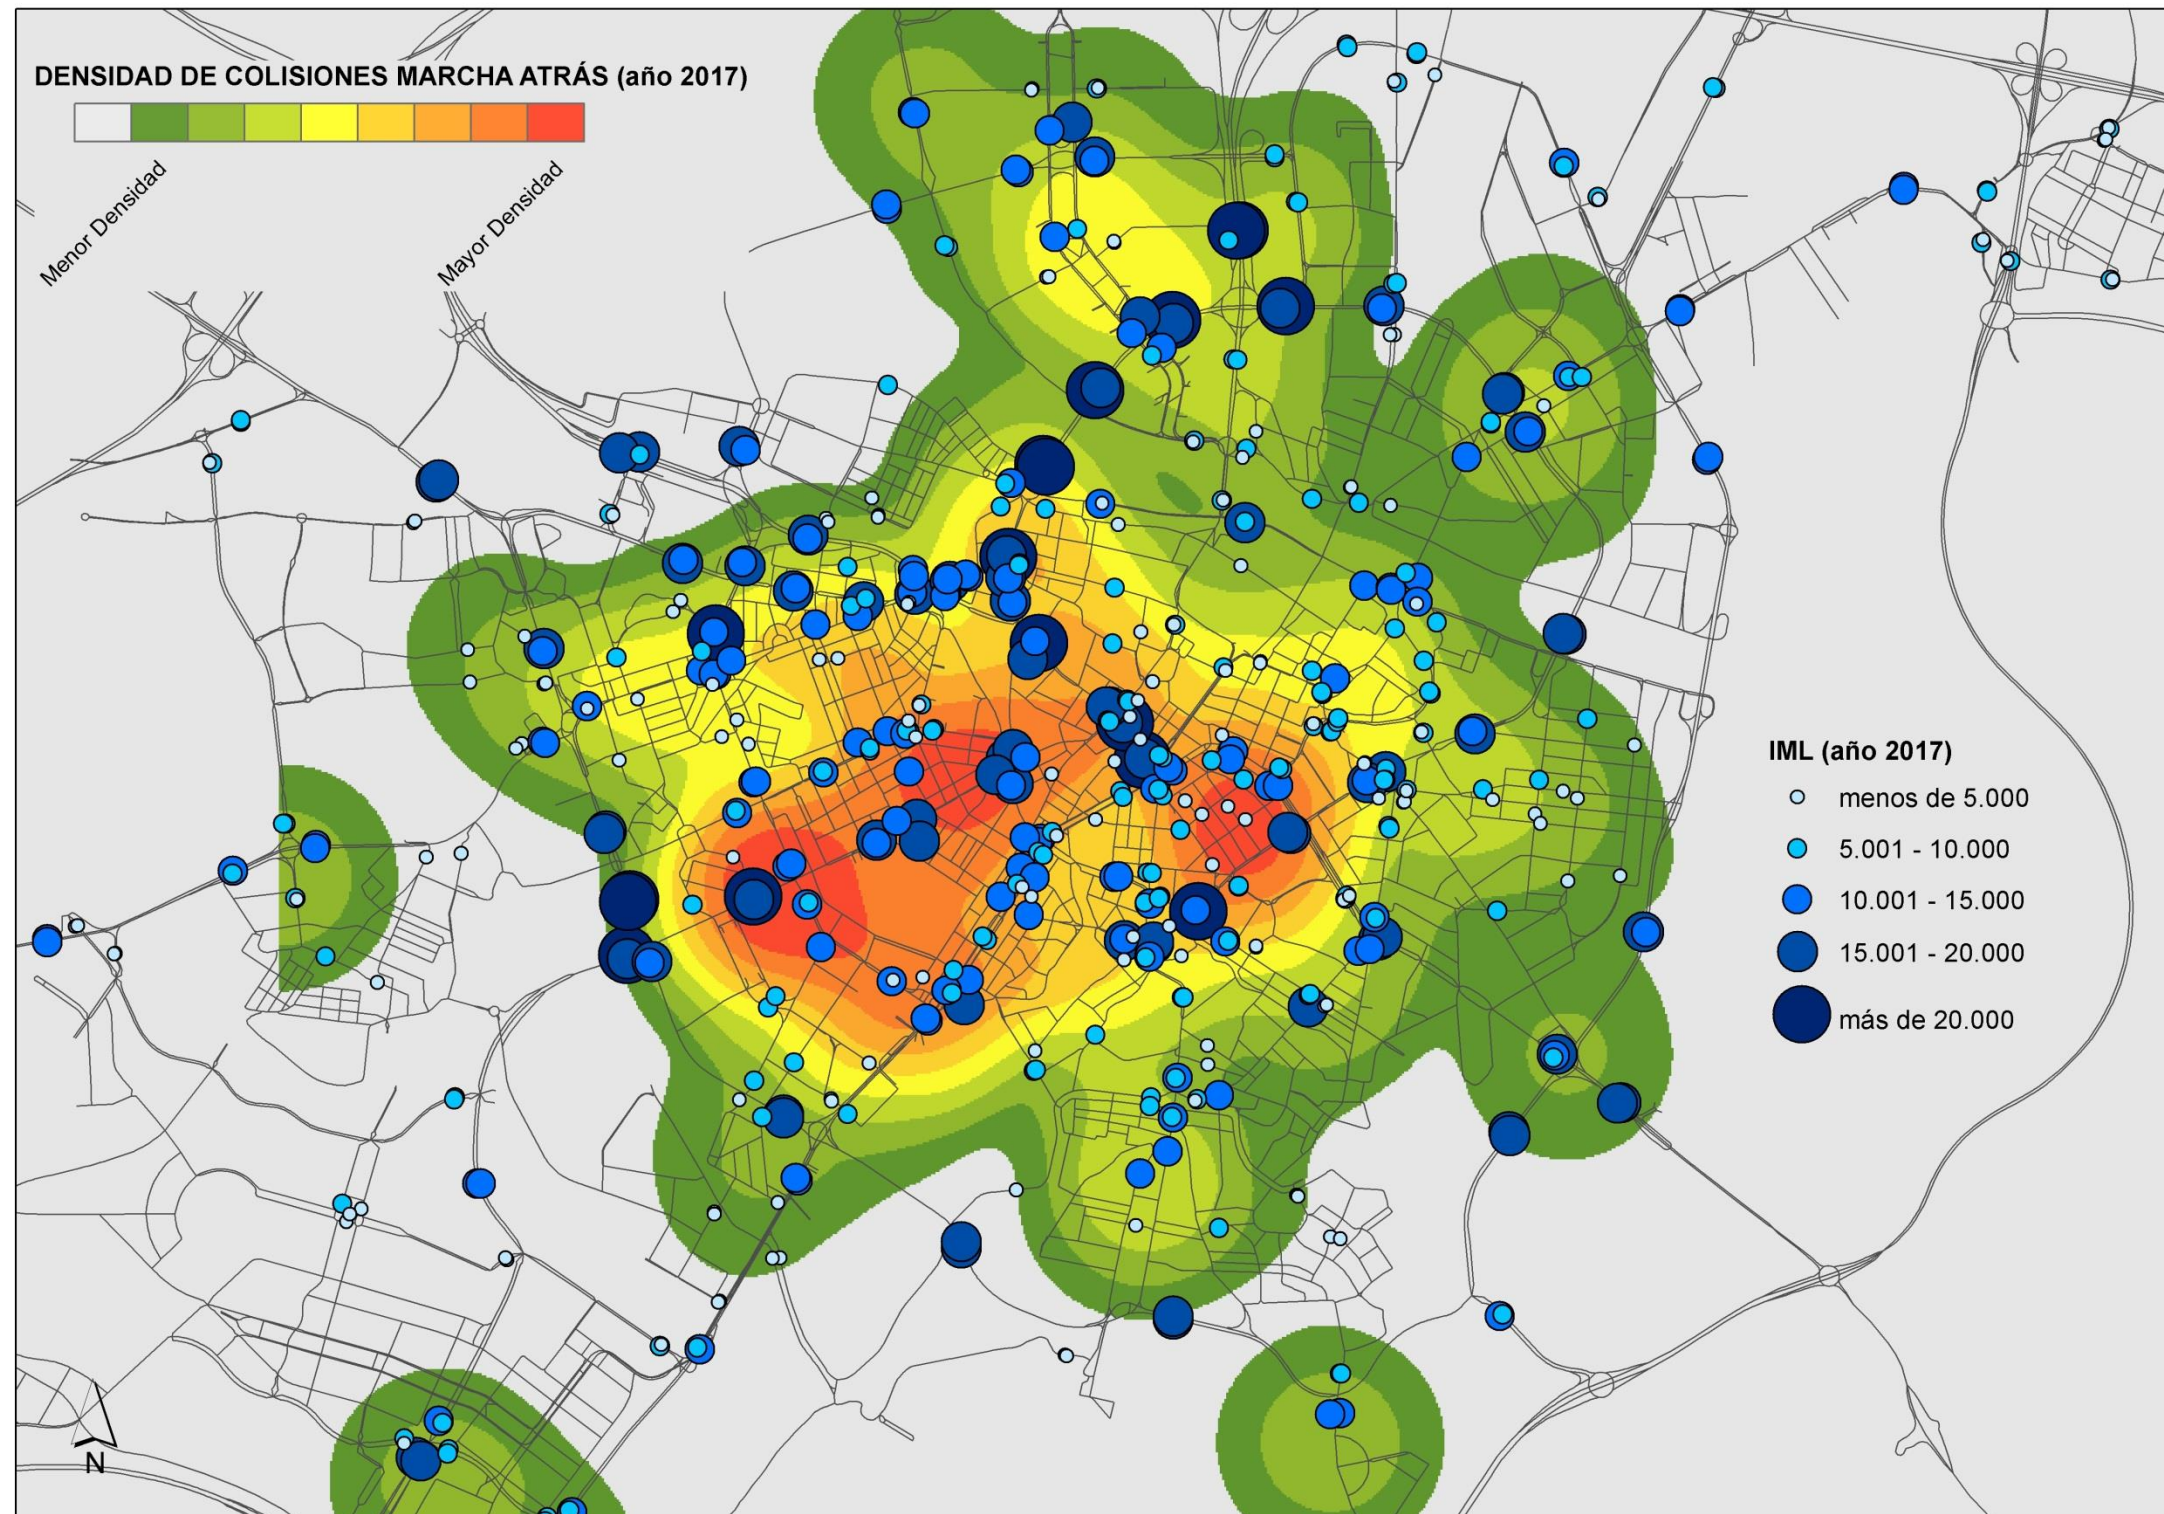 DENSIDAD DE COLISIONES MARCHA ATRÁS (año 2017)
Menor Densidad
Mayor Densidad
IML (año 2017)
menos de 5.000
5.001 - 10.000
10.001 - 15.000
15.001 - 20.000
más de 20.000
N